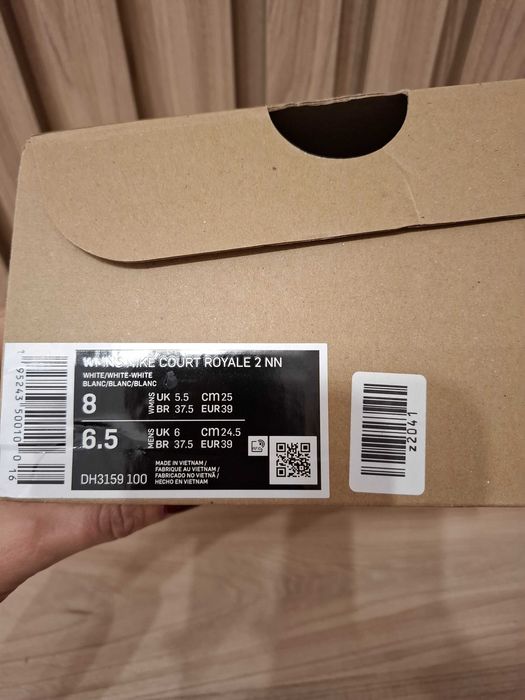 WMNS NIKE COURT ROYALE 2 NN
WHITE/WHITE-WHITE
BLANC/BLANC/BLANC
8 WMNS UK 5.5 CM 25
BR 37.5 EUR 39
6.5 MENS UK 6 CM 24.5
BR 37.5 EUR 39
MADE IN VIETNAM /
FABRIQUE AU VIETNAM /
FABRICADO NO VIETNÃ /
HECHO EN VIETNAM
DH3159 100
1 95243 50010 0 16
z2041